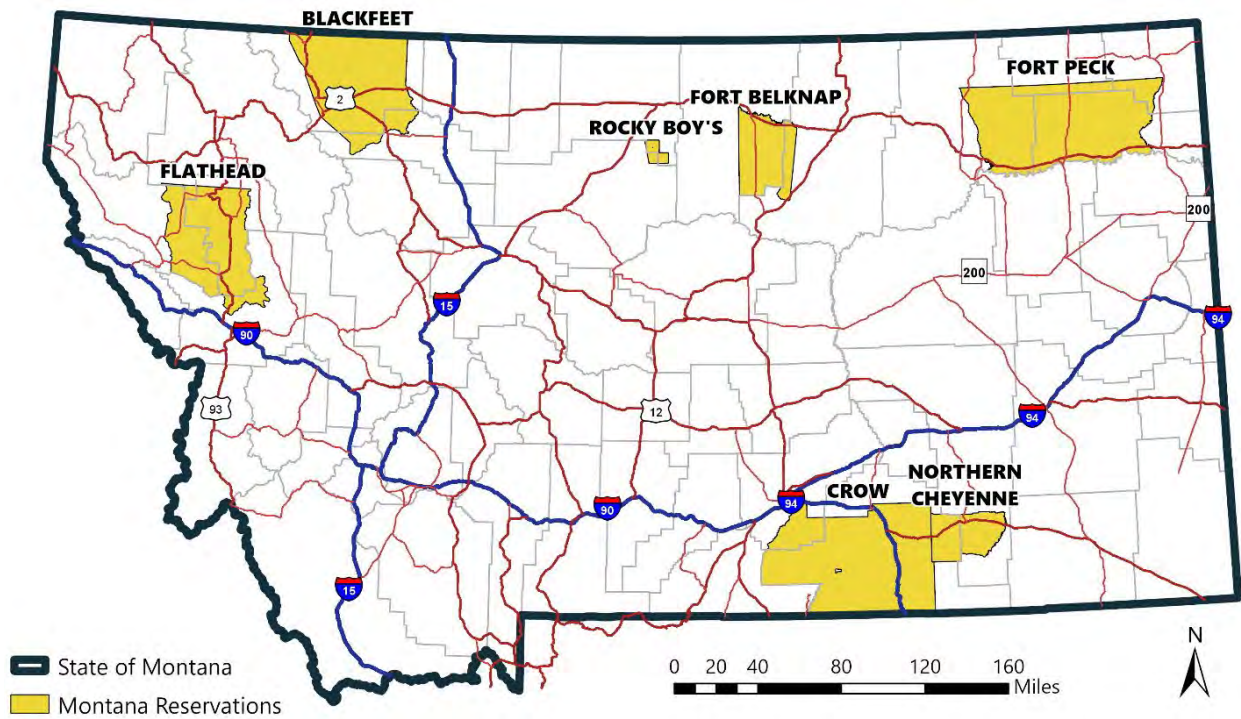 BLACKFEET
FORT PECK
2
FORT BELKNAP
ROCKY BOY'S
FLATHEAD
200
200
15
94
90
93
12
94
NORTHERN
CHEYENNE
CROW
94
90
15
N
State of Montana
0 20 40 80 120 160
Miles
Montana Reservations